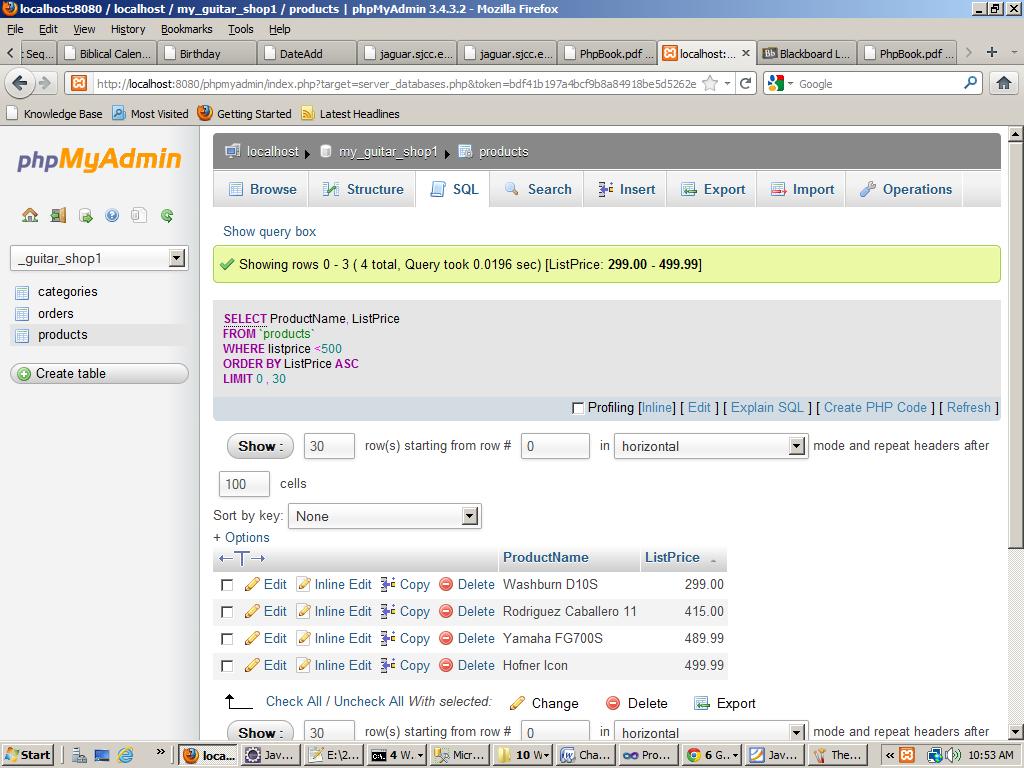 localhost:8080 / localhost / my_guitar_shop1 / products | phpMyAdmin 3.4.3.2 - Mozilla Firefox
File Edit View History Bookmarks Tools Help
: Seq... Biblical Calen... Birthday DateAdd jaguar.sjcc.e... jaguar.sjcc.e... PhpBook.pdf ... localhost:... Blackboard L... PhpBook.pdf ...
http://localhost:8080/phpmyadmin/index.php?target=server_databases.php&token=bdf41b197a4bcf9b8a84918be5d5262e Google
Knowledge Base Most Visited Getting Started Latest Headlines
phpMyAdmin
_guitar_shop1
categories
orders
products
Create table
localhost my_guitar_shop1 products
Browse Structure SQL Search Insert Export Import Operations
Show query box
Showing rows 0 - 3 ( 4 total, Query took 0.0196 sec) [ListPrice: 299.00 - 499.99]
SELECT ProductName, ListPrice
FROM `products`
WHERE listprice <500
ORDER BY ListPrice ASC
LIMIT 0 , 30
Profiling [Inline] [ Edit ] [ Explain SQL ] [ Create PHP Code ] [ Refresh ]
Show : 30 row(s) starting from row # 0 in horizontal mode and repeat headers after
100 cells
Sort by key: None
+ Options
←T→ ProductName ListPrice
Edit Inline Edit Copy Delete Washburn D10S 299.00
Edit Inline Edit Copy Delete Rodriguez Caballero 11 415.00
Edit Inline Edit Copy Delete Yamaha FG700S 489.99
Edit Inline Edit Copy Delete Hofner Icon 499.99
Check All / Uncheck All With selected: Change Delete Export
Show : 30 row(s) starting from row # 0 in horizontal mode and repeat headers after
Start » loca... Jav... E:\2... 4 W. Micr... 10 W Cha... Pro... 6 G. Jav... The... « 10:53 AM